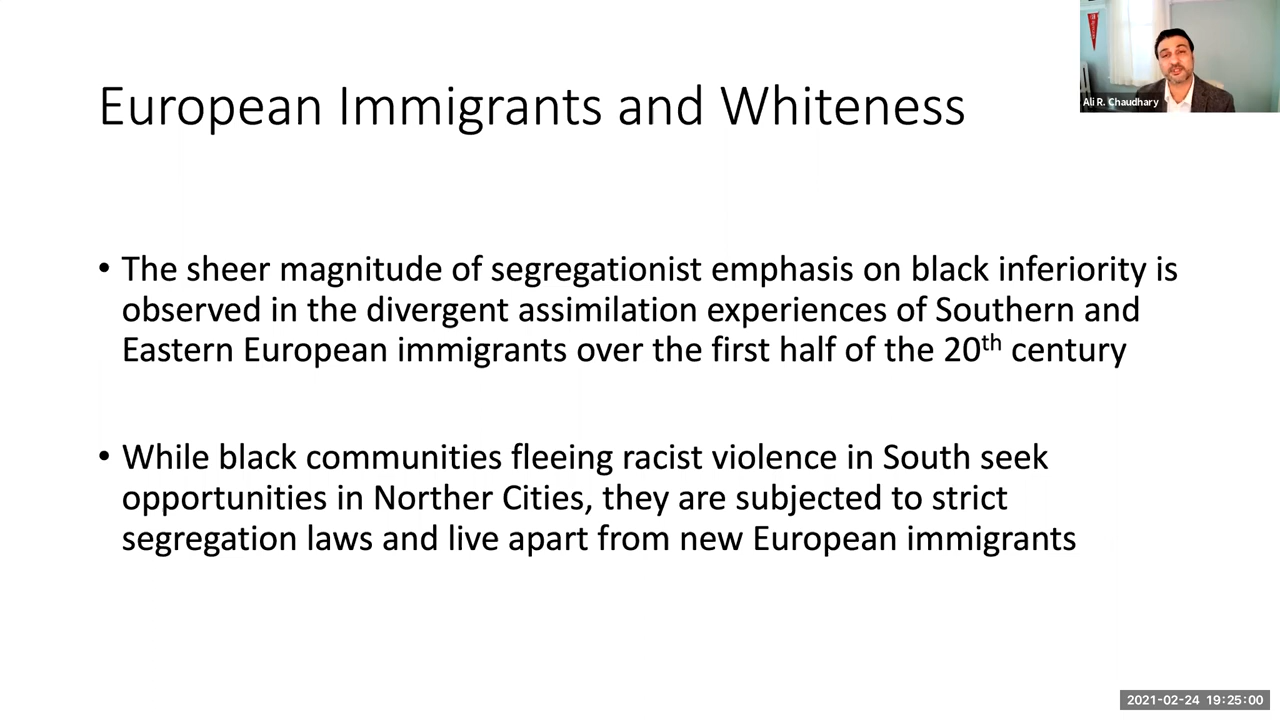 European Immigrants and Whiteness
Ali R. Chaudhary
• The sheer magnitude of segregationist emphasis on black inferiority is
observed in the divergent assimilation experiences of Southern and
Eastern European immigrants over the first half of the 20th century
• While black communities fleeing racist violence in South seek
opportunities in Norther Cities, they are subjected to strict
segregation laws and live apart from new European immigrants
2021-02-24 19:25:00